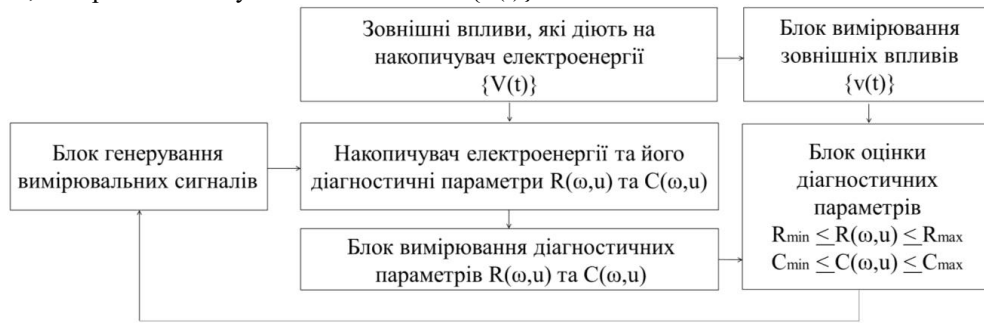 Зовнішні впливи, які діють на
накопичувач електроенергії
{V(t)}
Блок вимірювання
зовнішніх впливів
{v(t)}
Блок генерування
вимірювальних сигналів
Накопичувач електроенергії та його
діагностичні параметри R(ω,u) та C(ω,u)
Блок оцінки
діагностичних
параметрів
Rmin ≤ R(ω,u) ≤ Rmax
Cmin ≤ C(ω,u) ≤ Cmax
Блок вимірювання діагностичних
параметрів R(ω,u) та C(ω,u)